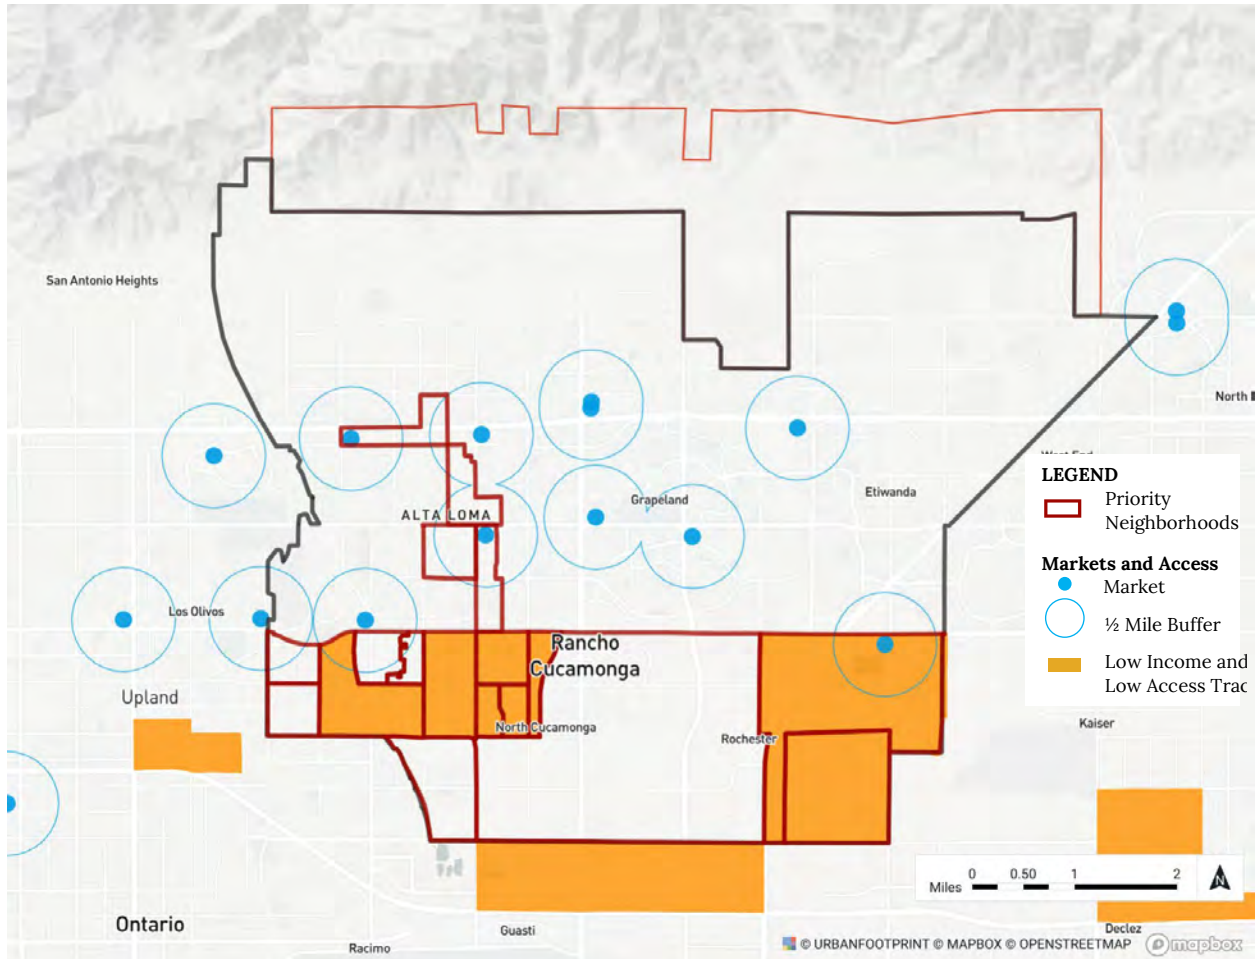 San Antonio Heights
North
LEGEND
Priority
Neighborhoods
Grapeland
Etiwanda
ALTA LOMA
Markets and Access
Market
½ Mile Buffer
Low Income and
Low Access Trac
Los Olivos
Rancho
Cucamonga
Upland
North Cucamonga
Rochester
Kaiser
0 0.50 1 2
Miles
N
Ontario
Guasti
Racimo
Declez
© URBANFOOTPRINT © MAPBOX © OPENSTREETMAP
mapbox